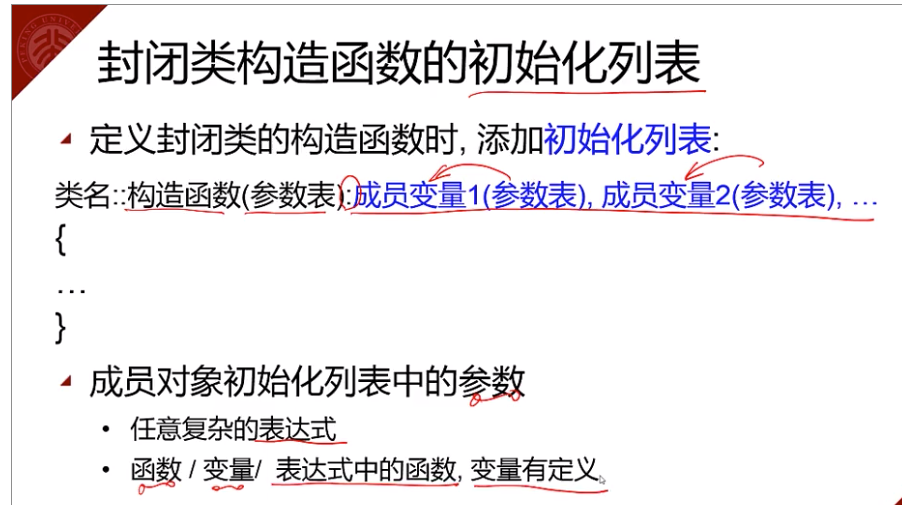 封闭类构造函数的初始化列表
定义封闭类的构造函数时, 添加初始化列表:
类名::构造函数(参数表):成员变量1(参数表), 成员变量2(参数表), …
{
…
}
成员对象初始化列表中的参数
• 任意复杂的表达式
• 函数 / 变量/ 表达式中的函数, 变量有定义